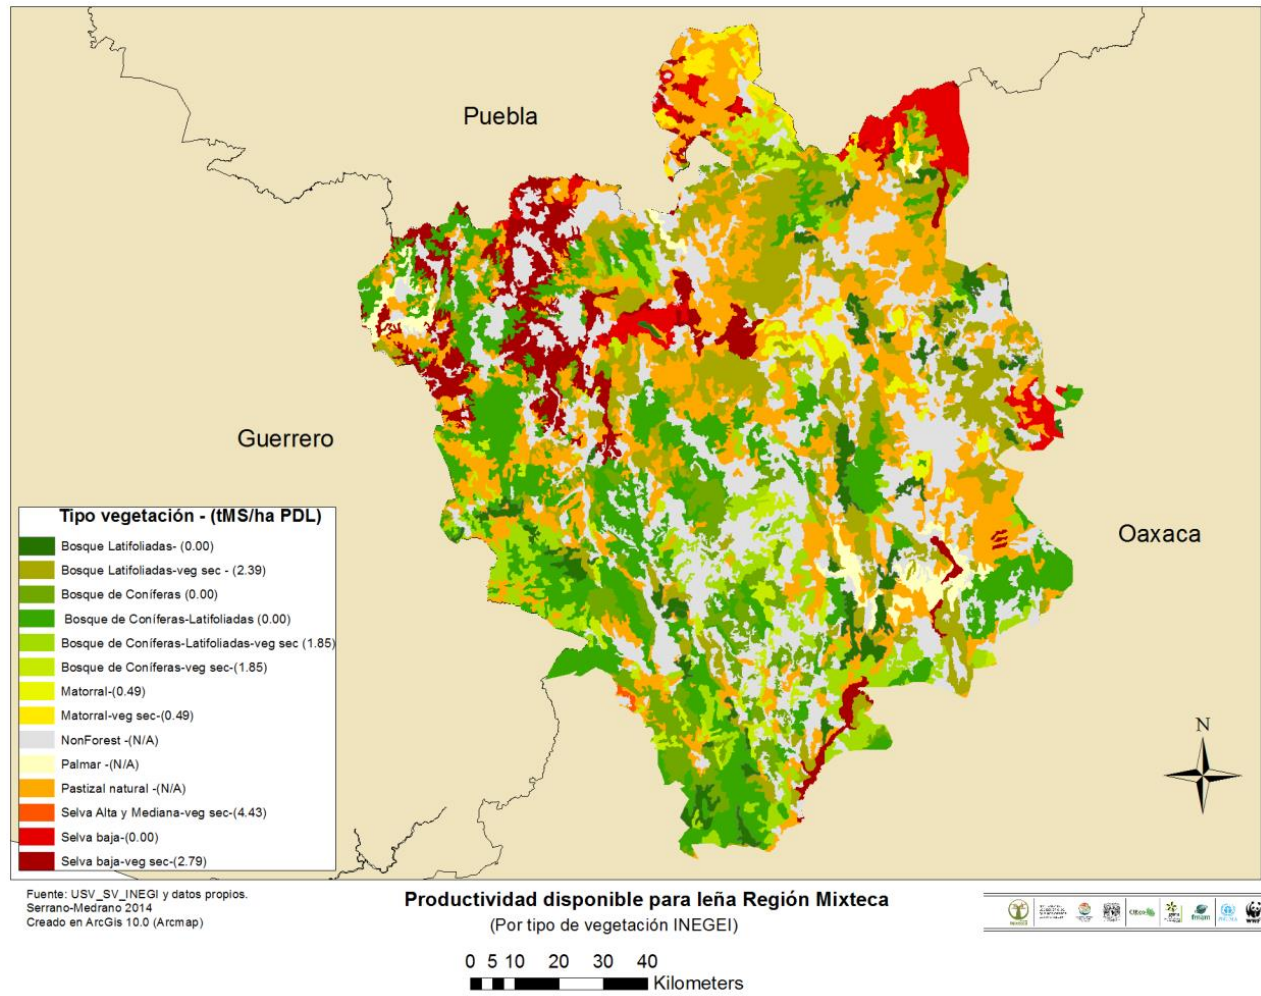 Puebla
Guerrero
Oaxaca
Tipo vegetación - (tMS/ha PDL)
Bosque Latifoliadas- (0.00)
Bosque Latifoliadas-veg sec - (2.39)
Bosque de Coníferas (0.00)
Bosque de Coníferas-Latifoliadas (0.00)
Bosque de Coníferas-Latifoliadas-veg sec (1.85)
Bosque de Coníferas-veg sec-(1.85)
Matorral-(0.49)
Matorral-veg sec-(0.49)
NonForest -(N/A)
Palmar -(N/A)
Pastizal natural -(N/A)
Selva Alta y Mediana-veg sec-(4.43)
Selva baja-(0.00)
Selva baja-veg sec-(2.79)
N
Fuente: USV_SV_INEGI y datos propios.
Serrano-Medrano 2014
Creado en ArcGis 10.0 (Arcmap)
Productividad disponible para leña Región Mixteca
(Por tipo de vegetación INEGEI)
0 5 10 20 30 40
Kilometers